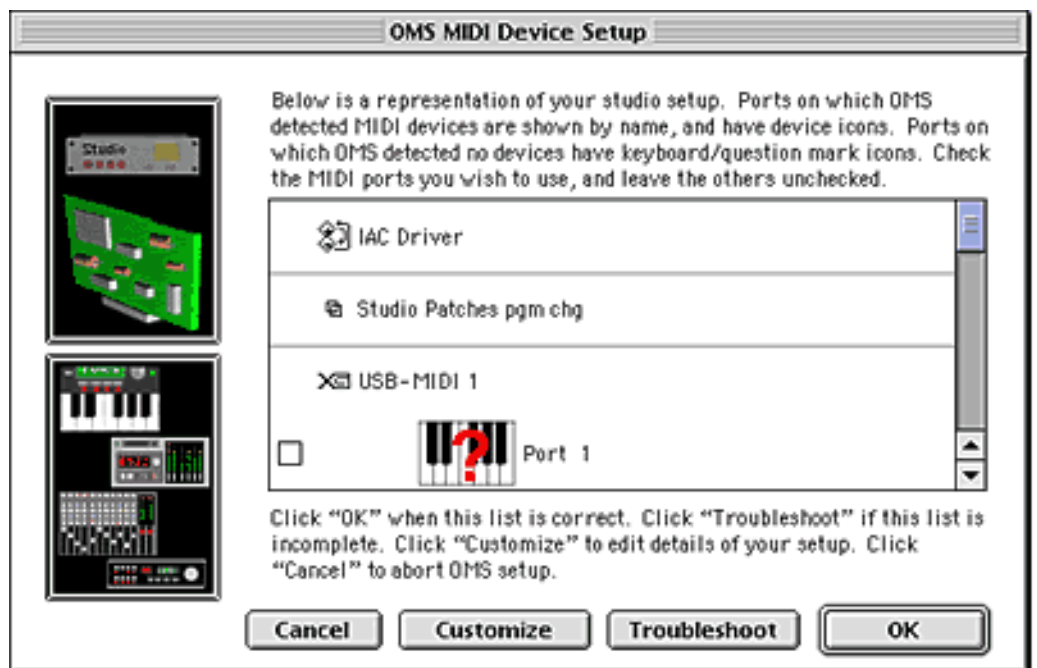 OMS MIDI Device Setup
Below is a representation of your studio setup. Ports on which OMS
detected MIDI devices are shown by name, and have device icons. Ports on
which OMS detected no devices have keyboard/question mark icons. Check
the MIDI ports you wish to use, and leave the others unchecked.
Studio
IAC Driver
Studio Patches pgm chg
USB-MIDI 1
? Port 1
Click “OK” when this list is correct. Click “Troubleshoot” if this list is
incomplete. Click “Customize” to edit details of your setup. Click
“Cancel” to abort OMS setup.
Cancel Customize Troubleshoot OK